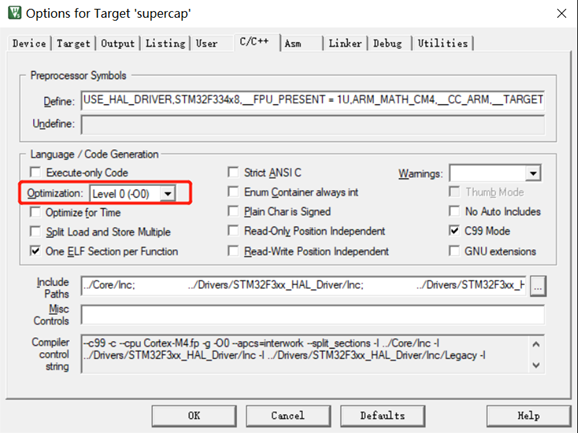 Options for Target 'supercap'
Device Target Output Listing User C/C++ Asm Linker Debug Utilities
Preprocessor Symbols
Define: USE_HAL_DRIVER,STM32F334x8,__FPU_PRESENT = 1U,ARM_MATH_CM4,__CC_ARM,__TARGET
Undefine:
Language / Code Generation
Execute-only Code Strict ANSI C Warnings:
Optimization: Level 0 (-O0) Enum Container always int Thumb Mode
Optimize for Time Plain Char is Signed No Auto Includes
Split Load and Store Multiple Read-Only Position Independent C99 Mode
One ELF Section per Function Read-Write Position Independent GNU extensions
Include Paths ../Core/Inc; ../Drivers/STM32F3xx_HAL_Driver/Inc; ../Drivers/STM32F3xx_H ...
Misc Controls
Compiler control string --c99 -c --cpu Cortex-M4.fp -g -O0 --apcs=interwork --split_sections -I ../Core/Inc -I
../Drivers/STM32F3xx_HAL_Driver/Inc -I ../Drivers/STM32F3xx_HAL_Driver/Inc/Legacy -I
OK Cancel Defaults Help